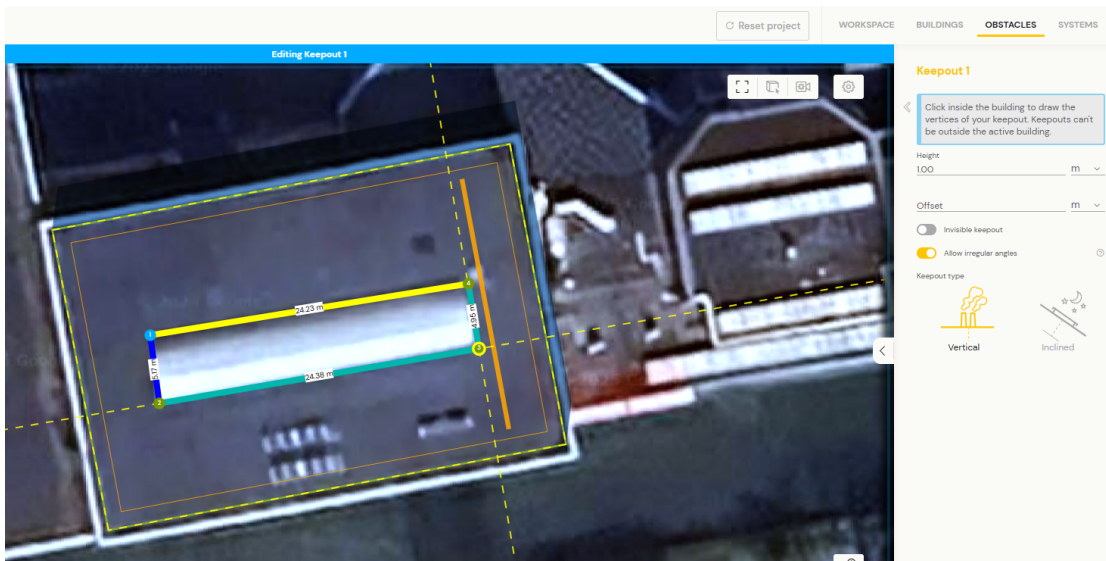 Reset project
WORKSPACE
BUILDINGS
OBSTACLES
SYSTEMS
Editing Keepout 1
Keepout 1
Click inside the building to draw the
vertices of your keepout. Keepouts can't
be outside the active building.
Height
1.00 m
Offset m
Invisible keepout
Allow irregular angles
Keepout type
Vertical
Inclined
1
4
24.23 m
4.95 m
5.17 m
24.38 m
2